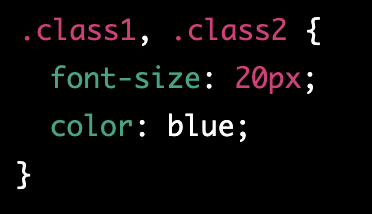 .class1, .class2 {
  font-size: 20px;
  color: blue;
}